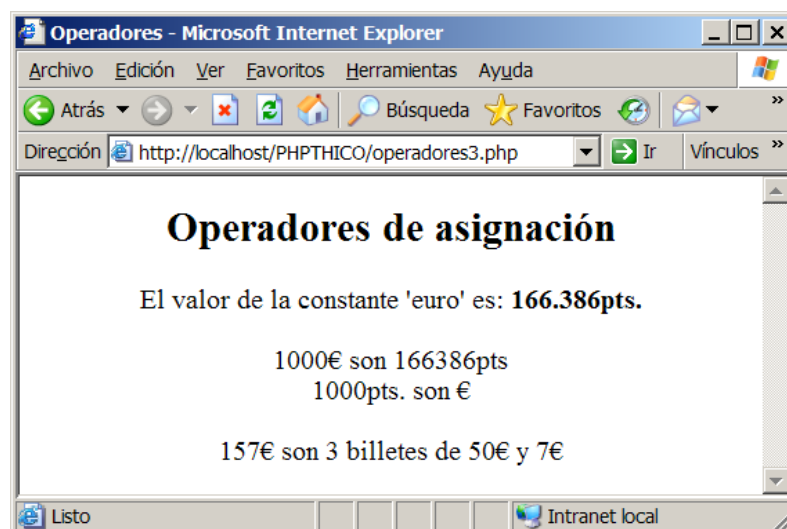 Operadores - Microsoft Internet Explorer
Archivo Edición Ver Favoritos Herramientas Ayuda
Atrás Búsqueda Favoritos »
Dirección http://localhost/PHPTHICO/operadores3.php Ir Vínculos »
Operadores de asignación
El valor de la constante 'euro' es: 166.386pts.
1000€ son 166386pts
1000pts. son €
157€ son 3 billetes de 50€ y 7€
Listo Intranet local